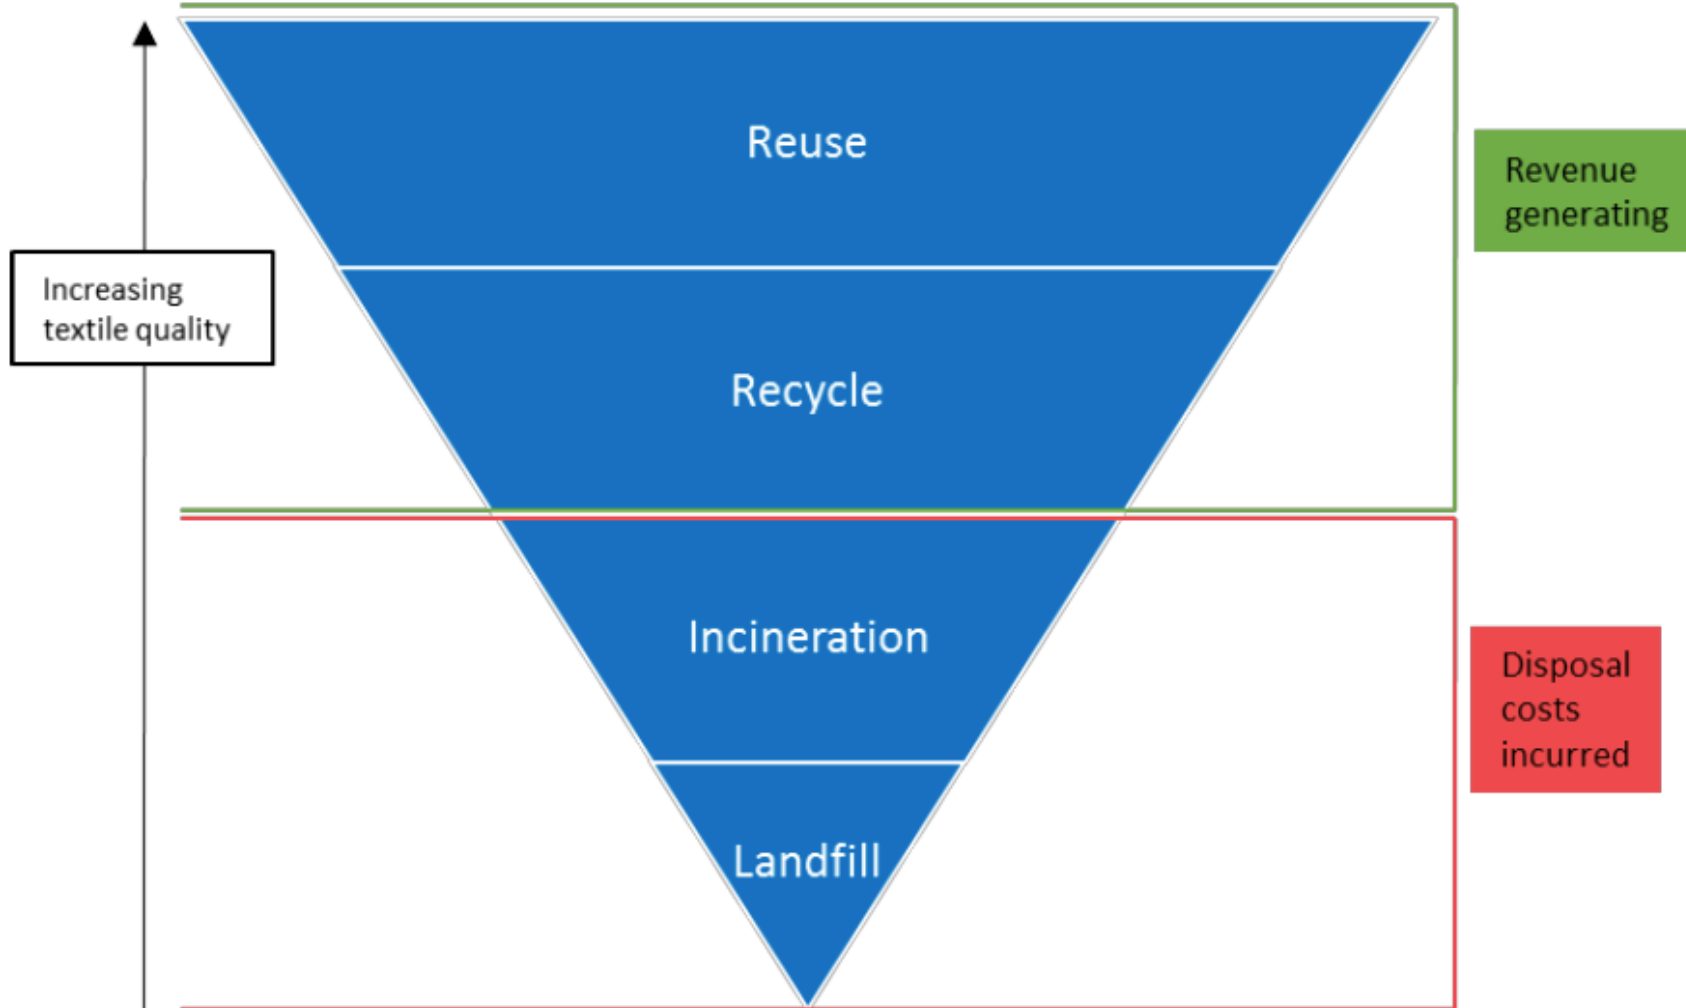 Reuse
Revenue
generating
Increasing
textile quality
Recycle
Incineration
Disposal
costs
incurred
Landfill